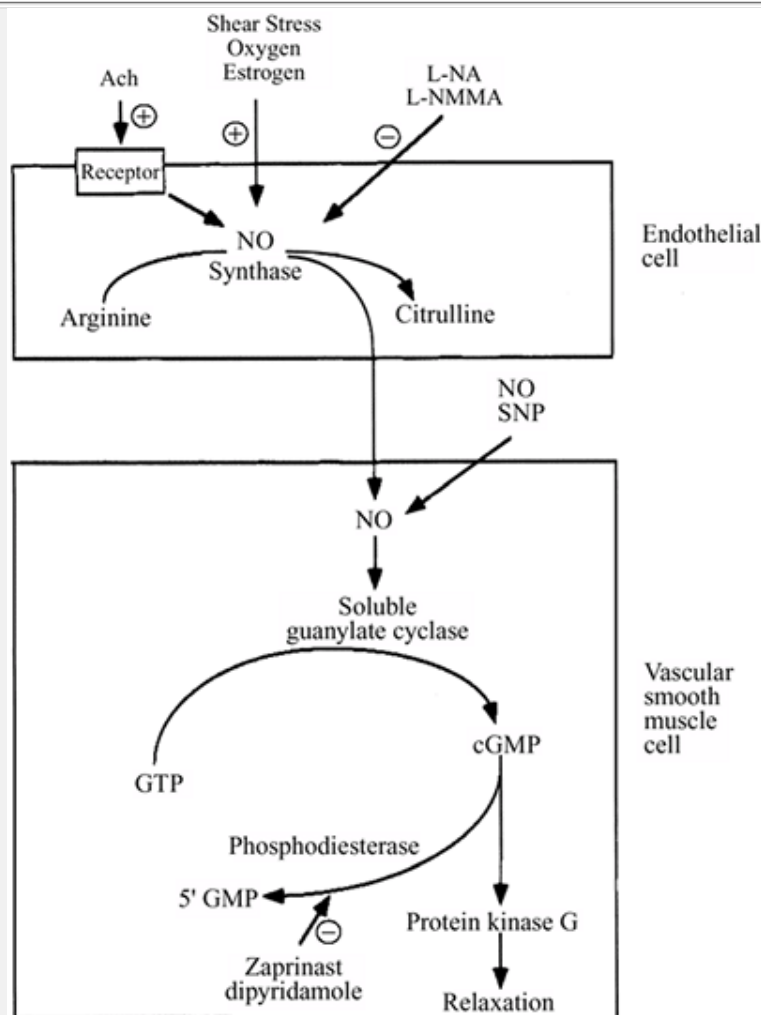 Shear Stress
Oxygen
Estrogen
Ach
L-NA
L-NMMA
+
+
−
Receptor
NO
Synthase
Endothelial
cell
Arginine
Citrulline
NO
SNP
NO
Soluble
guanylate cyclase
Vascular
smooth
muscle
cell
cGMP
GTP
Phosphodiesterase
5' GMP
Protein kinase G
−
Zaprinast
dipyridamole
Relaxation